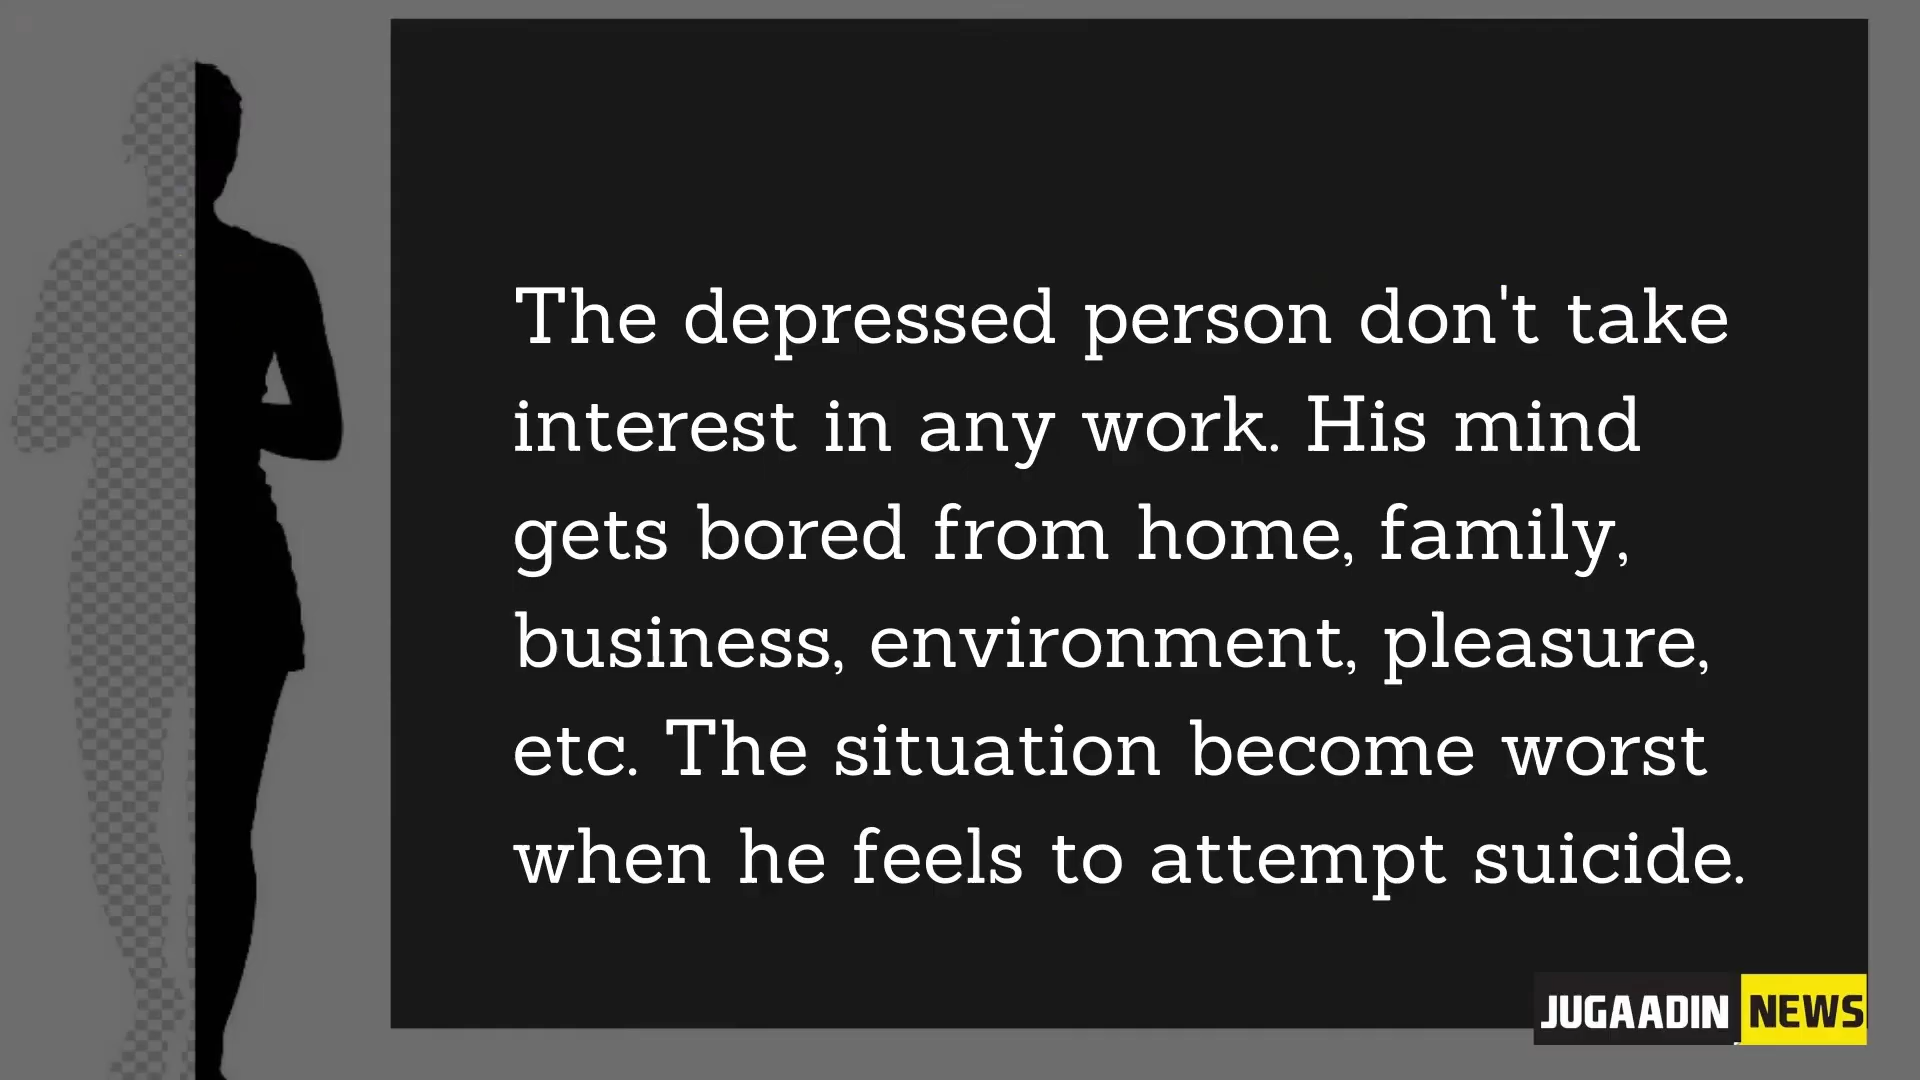 The depressed person don't take
interest in any work. His mind
gets bored from home, family,
business, environment, pleasure,
etc. The situation become worst
when he feels to attempt suicide.
JUGAADIN NEWS